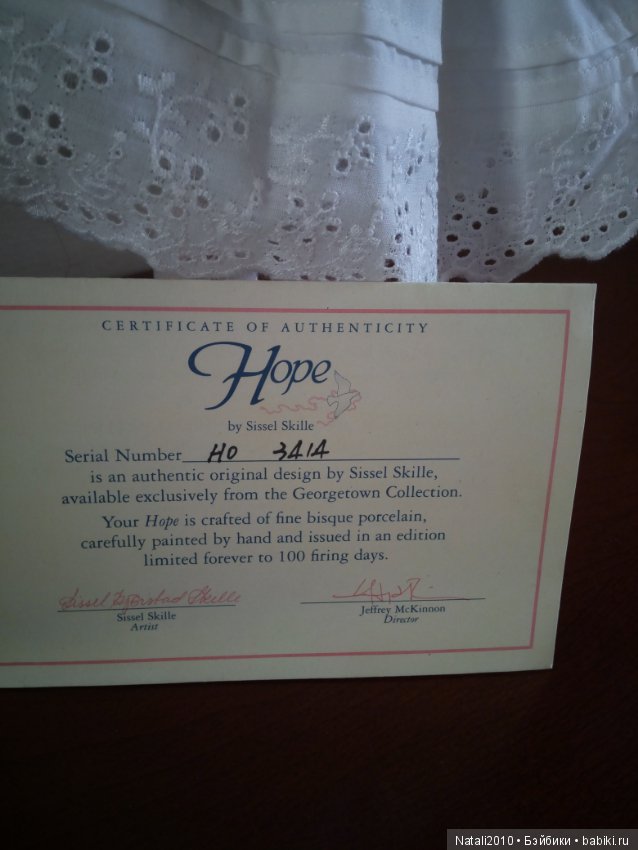 CERTIFICATE OF AUTHENTICITY
Hope
by Sissel Skille
Serial Number HO 3414
is an authentic original design by Sissel Skille,
available exclusively from the Georgetown Collection.
Your Hope is crafted of fine bisque porcelain,
carefully painted by hand and issued in an edition
limited forever to 100 firing days.
Sissel Skille
Sissel Skille
Artist
Jeffrey McKinnon
Director
Natali2010 • Бэйбики • babiki.ru